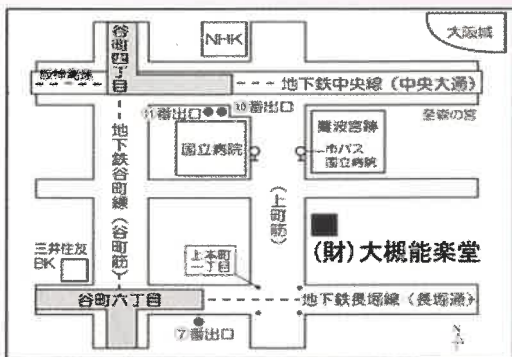 大阪城
NHK
谷町四丁目
阪神高速
地下鉄中央線(中央大通)
⑪番出口
⑩番出口
難波宮跡
国立病院
市バス
国立病院
地下鉄谷町線(谷町筋)
(上町筋)
三井住友
BK
上本町
一丁目
(財)大槻能楽堂
谷町六丁目
地下鉄長堀線(長堀通)
⑦番出口
N